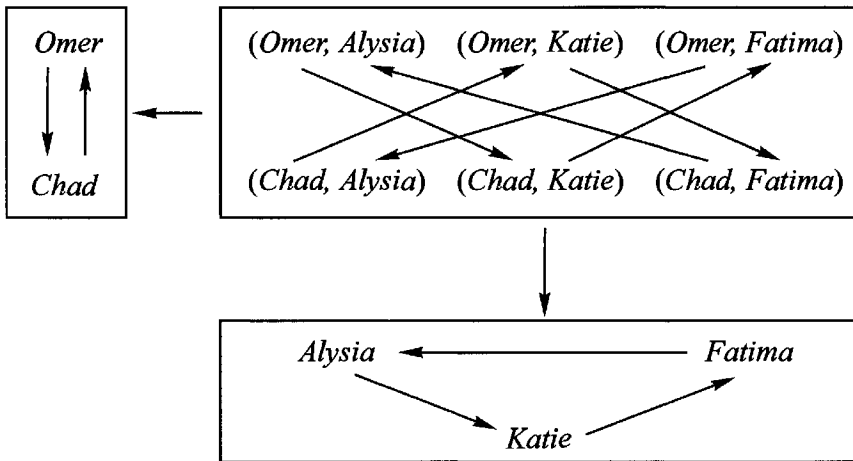 Omer
Chad
(Omer, Alysia) (Omer, Katie) (Omer, Fatima)
(Chad, Alysia) (Chad, Katie) (Chad, Fatima)
Alysia Fatima
Katie